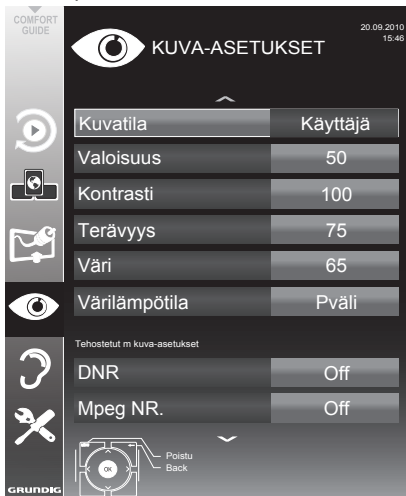 COMFORT
GUIDE
KUVA-ASETUKSET
20.09.2010
15:46
Kuvatila Käyttäjä
Valoisuus 50
Kontrasti 100
Terävyys 75
Väri 65
Värilämpötila Pväli
Tehostetut m kuva-asetukset
DNR Off
Mpeg NR. Off
OK
Poistu
Back
GRUNDIG